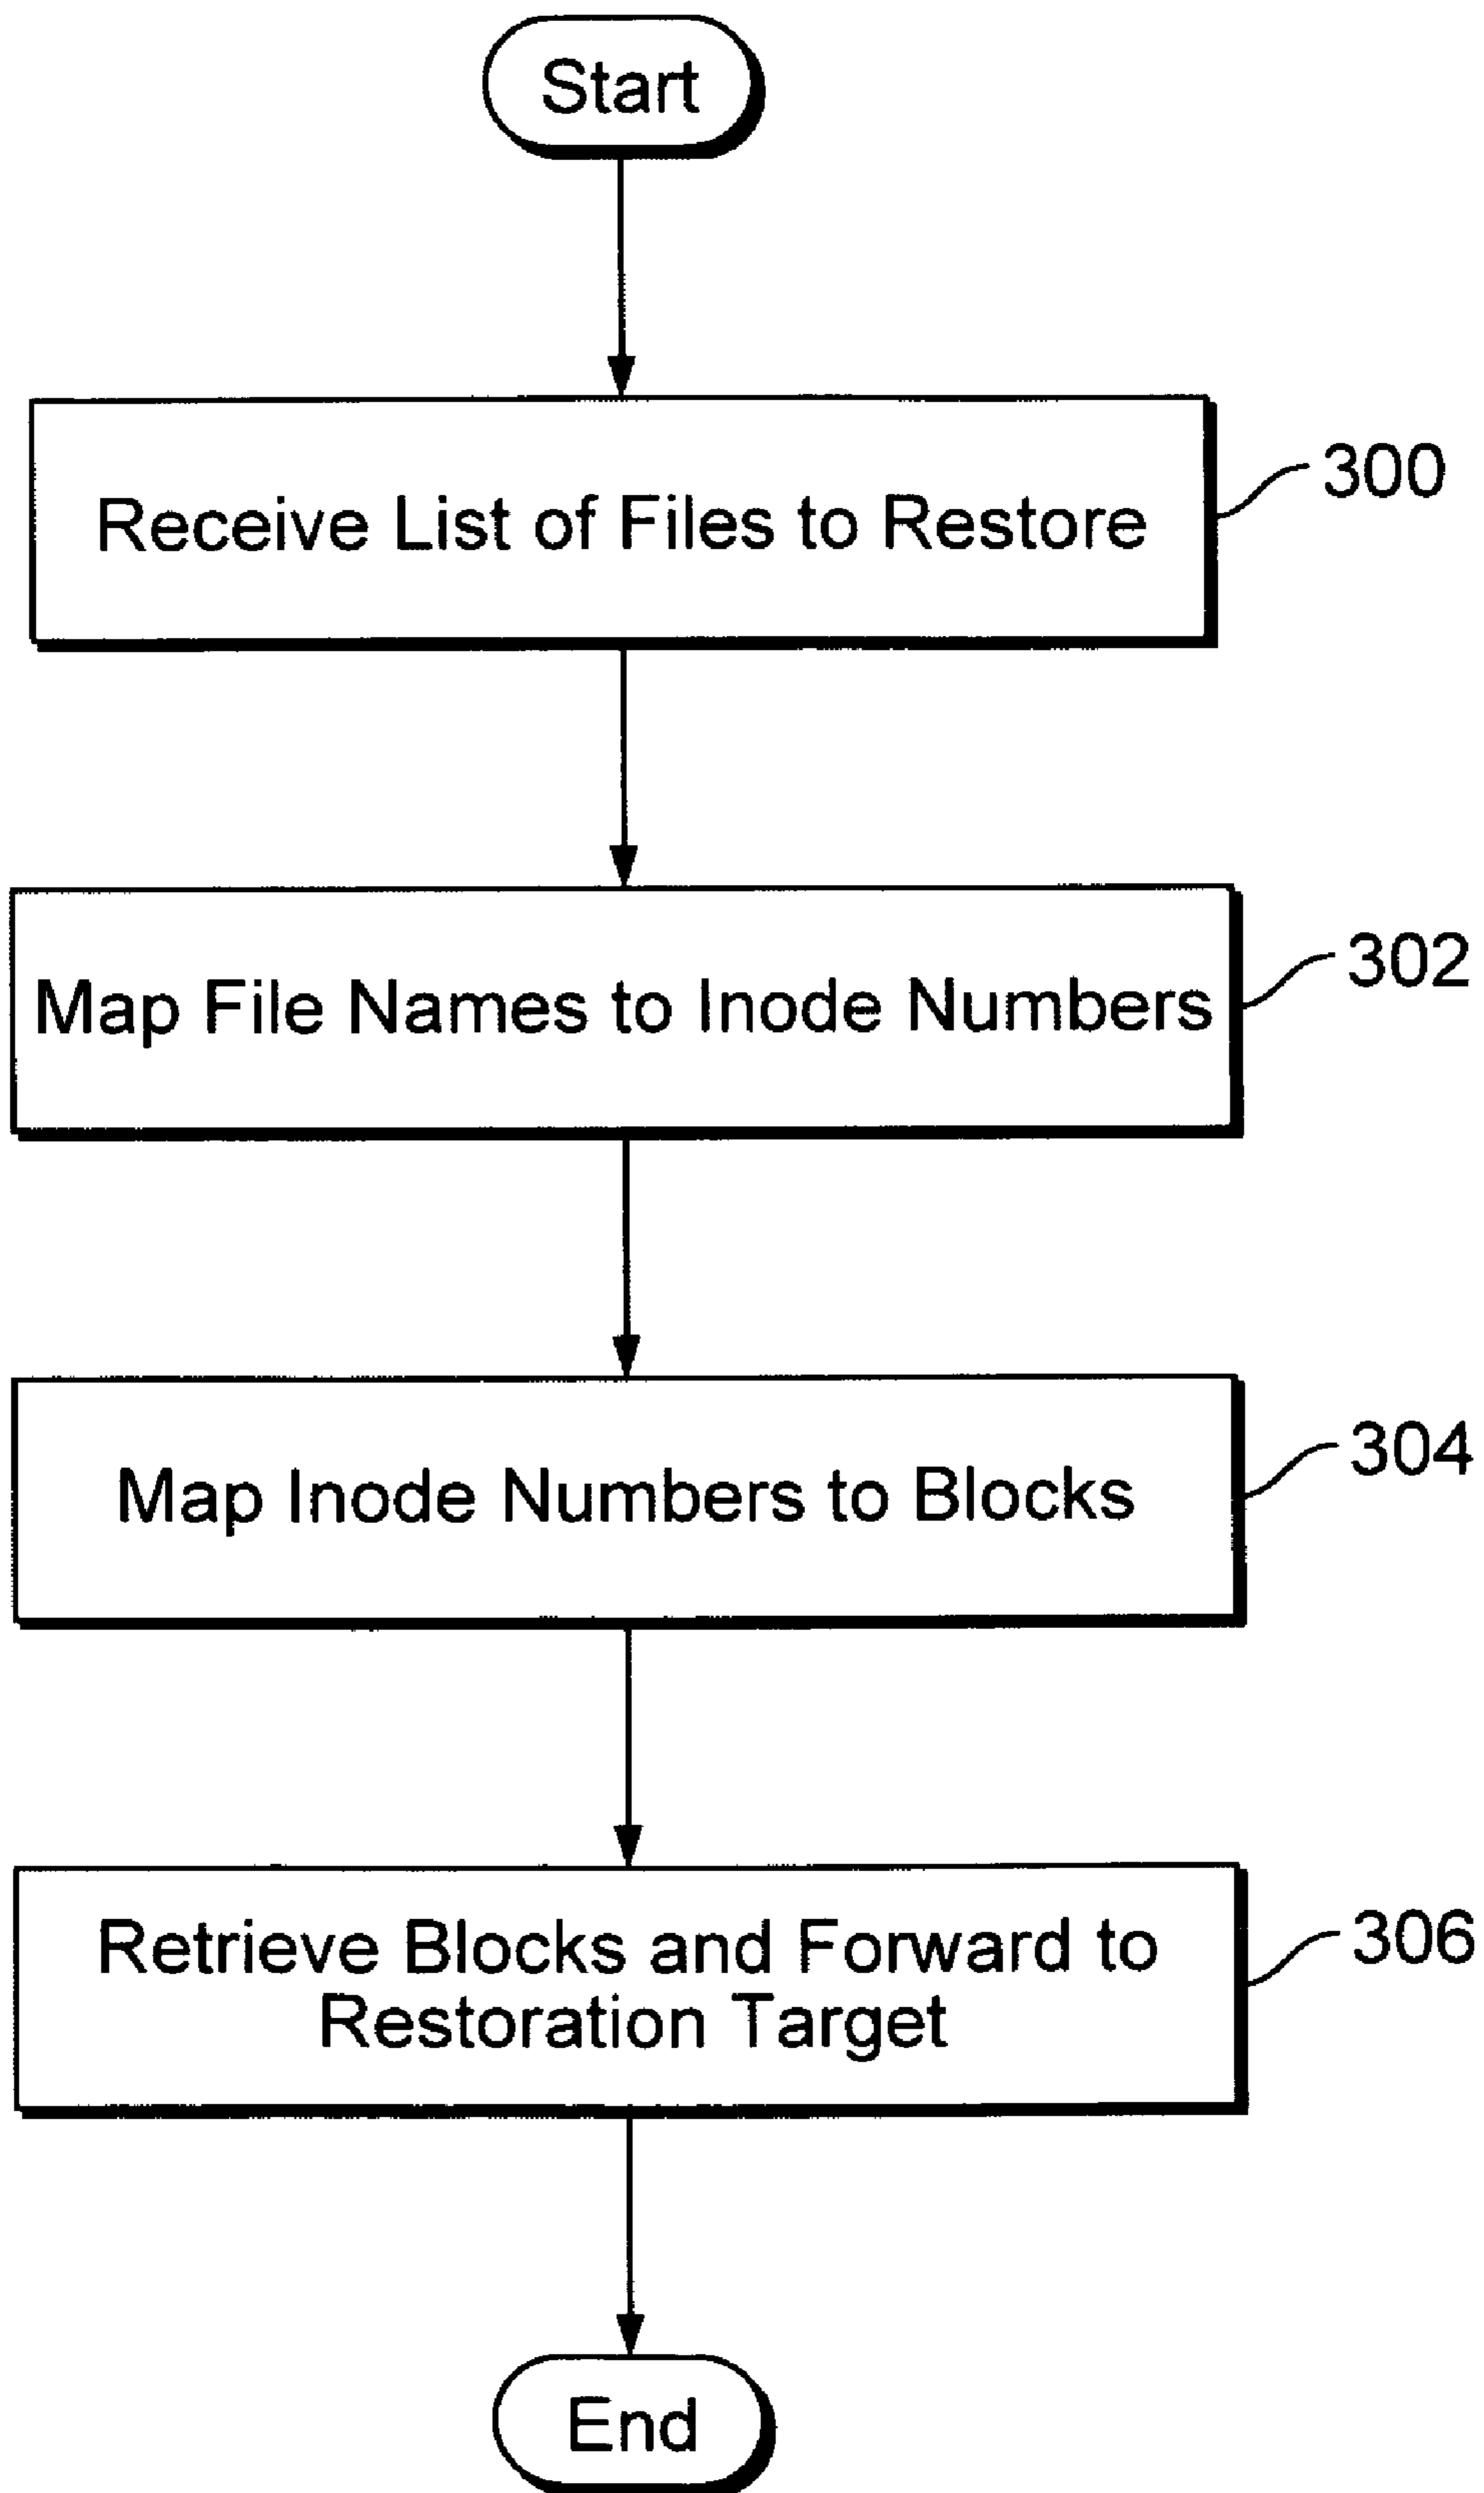 Start
Receive List of Files to Restore
300
Map File Names to Inode Numbers
302
Map Inode Numbers to Blocks
304
Retrieve Blocks and Forward to
Restoration Target
306
End